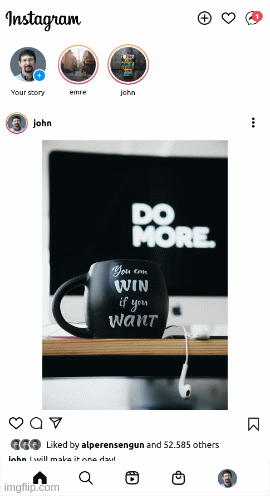 Instagram
1
Your story
emre
john
john
DO
MORE.
You can
WIN
if you
WANT
Liked by alperensengun and 52.585 others
john I will make it one day!
imgflip.com